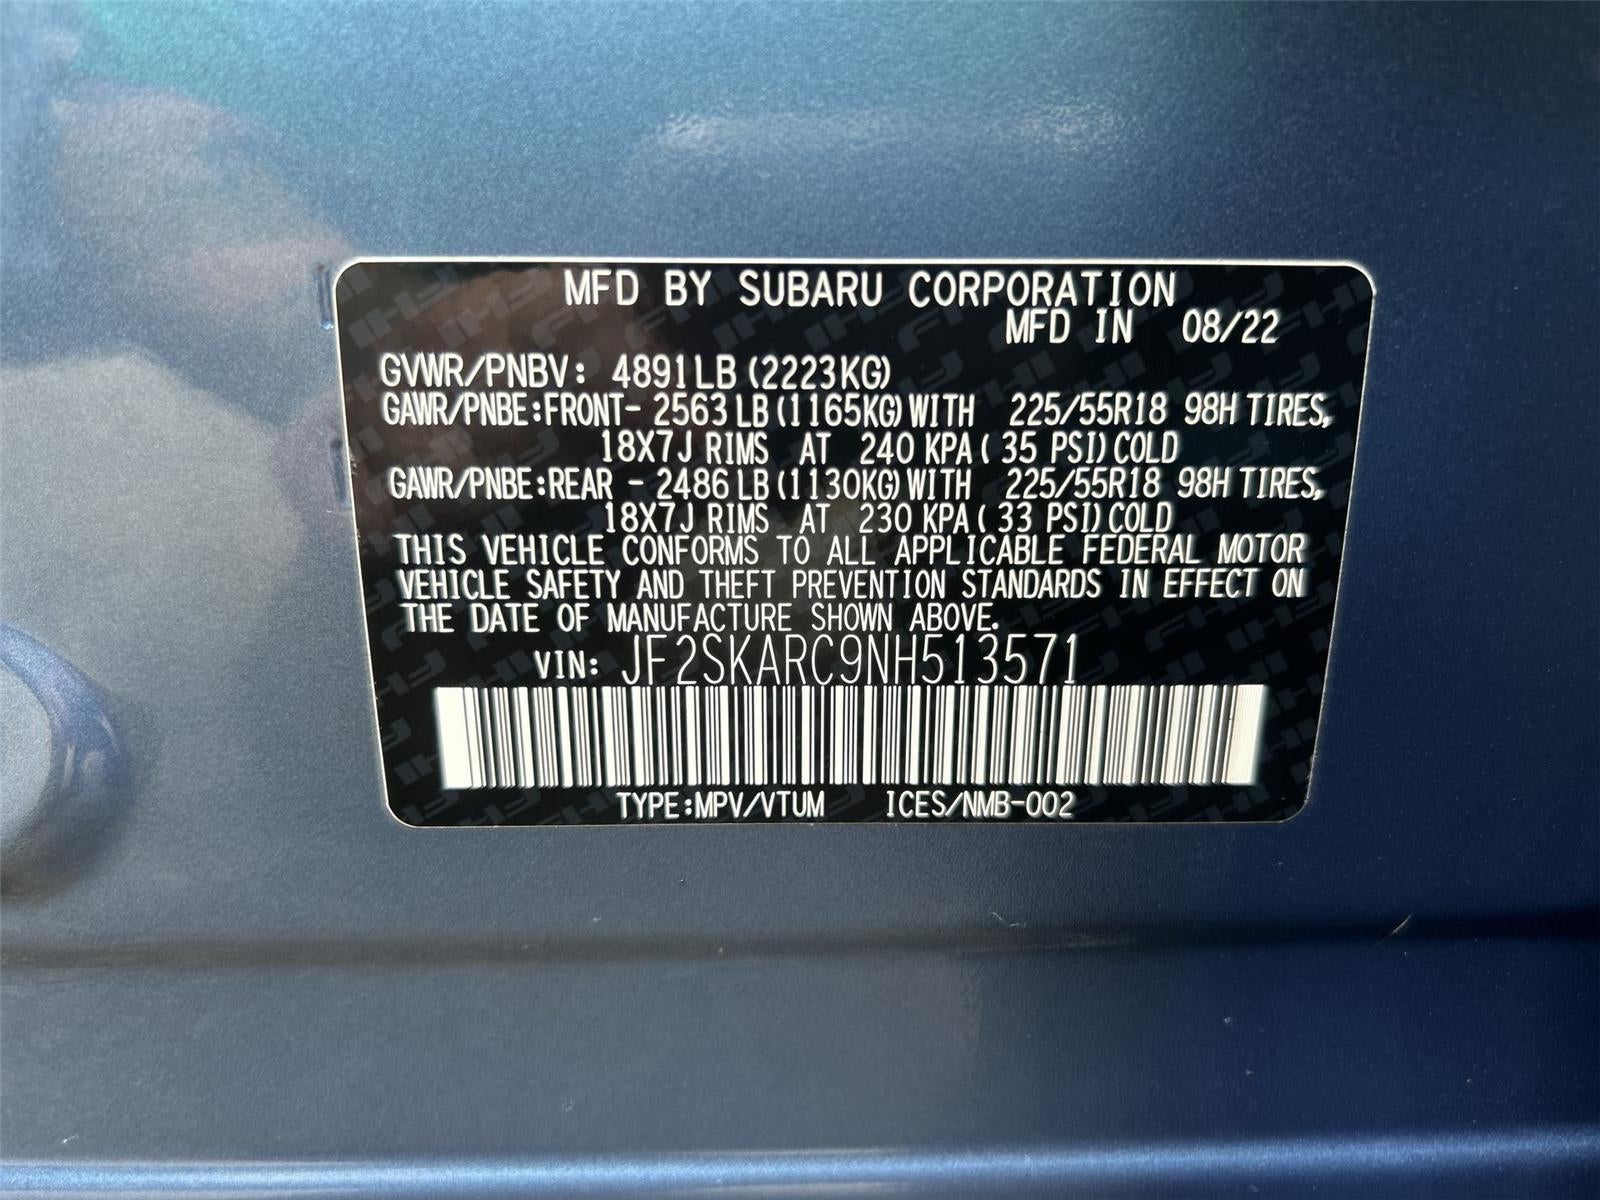 MFD BY SUBARU CORPORATION
MFD IN 08/22
GVWR/PNBV: 4891LB (2223KG)
GAWR/PNBE:FRONT- 2563 LB (1165KG) WITH 225/55R18 98H TIRES,
18X7J RIMS AT 240 KPA ( 35 PSI) COLD
GAWR/PNBE:REAR - 2486 LB (1130KG) WITH 225/55R18 98H TIRES,
18X7J RIMS AT 230 KPA ( 33 PSI) COLD
THIS VEHICLE CONFORMS TO ALL APPLICABLE FEDERAL MOTOR
VEHICLE SAFETY AND THEFT PREVENTION STANDARDS IN EFFECT ON
THE DATE OF MANUFACTURE SHOWN ABOVE.
VIN: JF2SKARC9NH513571
TYPE:MPV/VTUM ICES/NMB-002